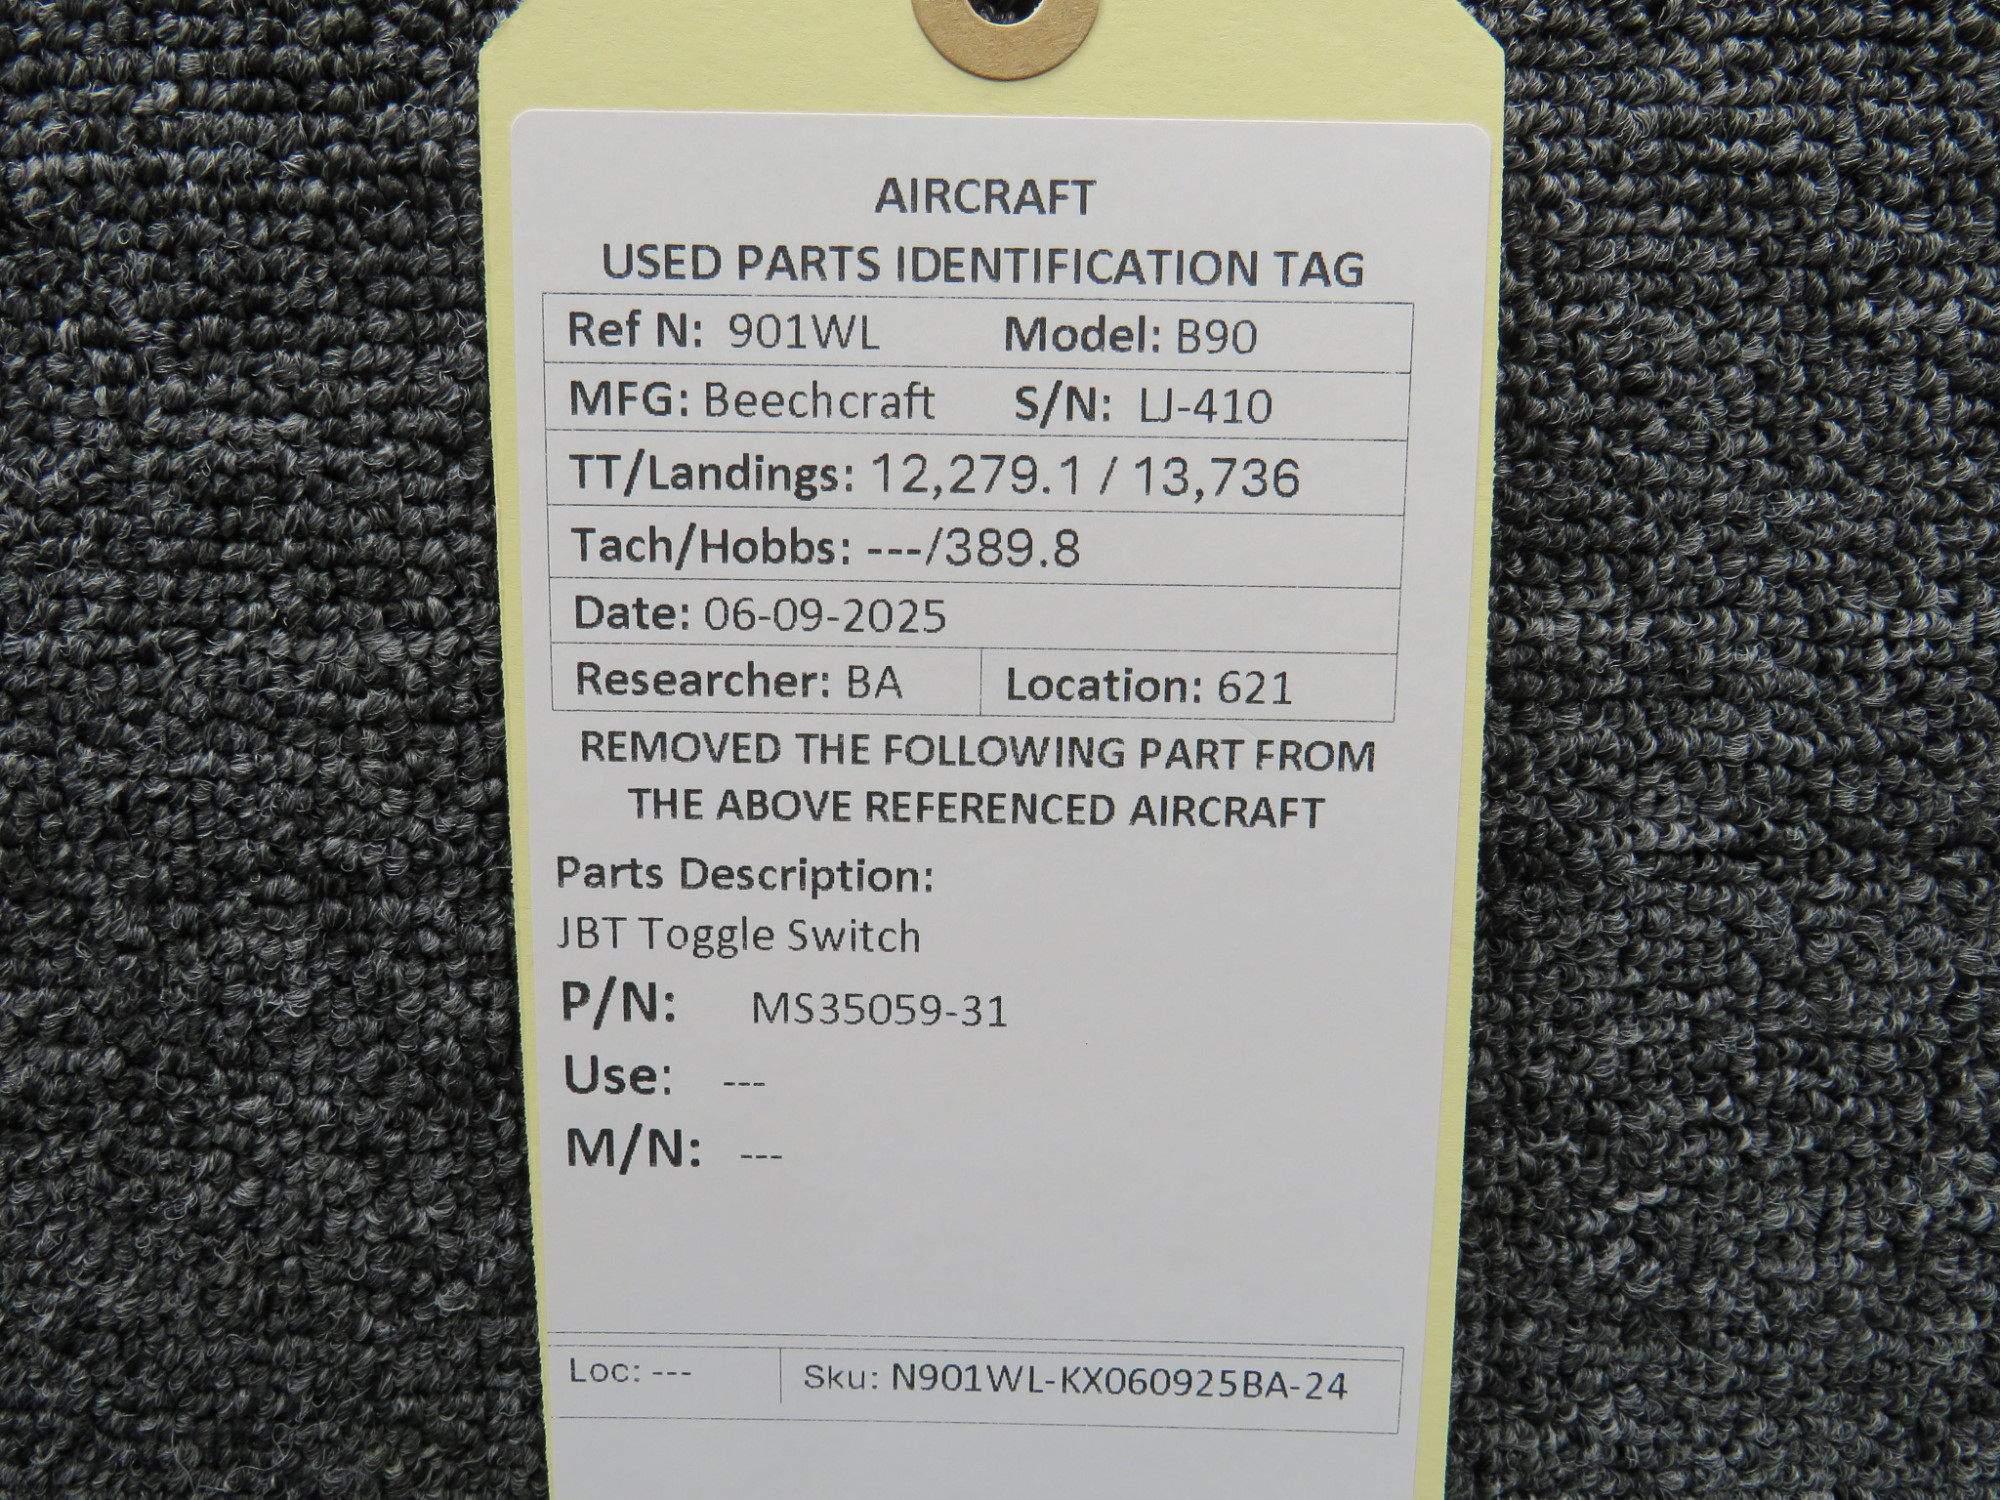 AIRCRAFT
USED PARTS IDENTIFICATION TAG
Ref N: 901WL Model: B90
MFG: Beechcraft S/N: LJ-410
TT/Landings: 12,279.1 / 13,736
Tach/Hobbs: ---/389.8
Date: 06-09-2025
Researcher: BA Location: 621
REMOVED THE FOLLOWING PART FROM
THE ABOVE REFERENCED AIRCRAFT
Parts Description:
JBT Toggle Switch
P/N: MS35059-31
Use: ---
M/N: ---
Loc: --- Sku: N901WL-KX060925BA-24